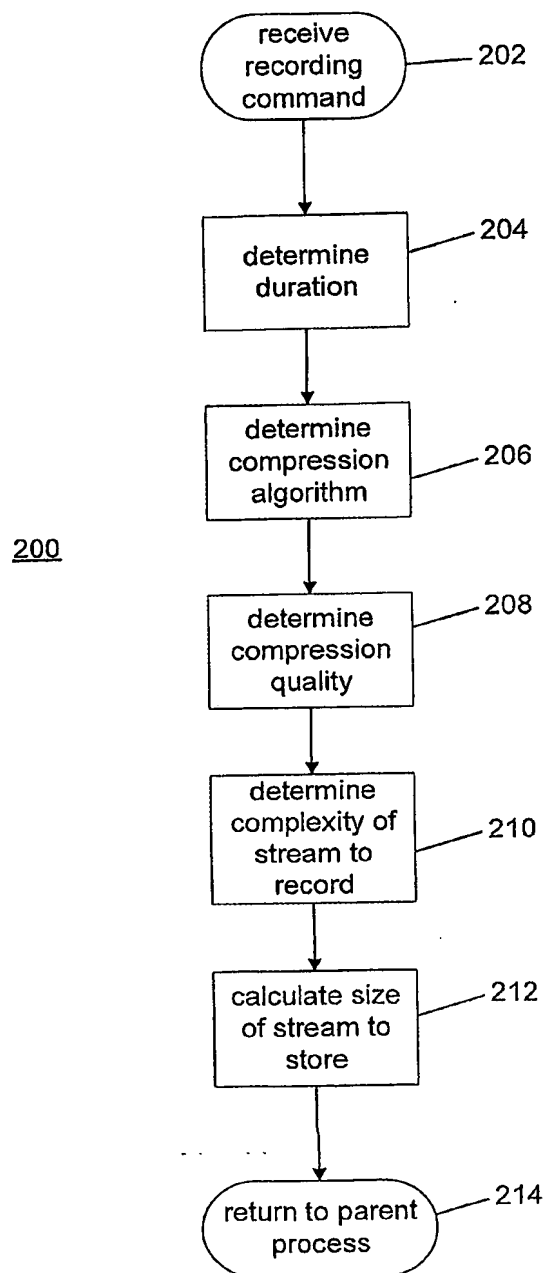 receive
recording
command
202
204
determine
duration
determine
compression
algorithm
206
200
determine
compression
quality
208
determine
complexity of
stream to
record
210
calculate size
of stream to
store
212
return to parent
process
214